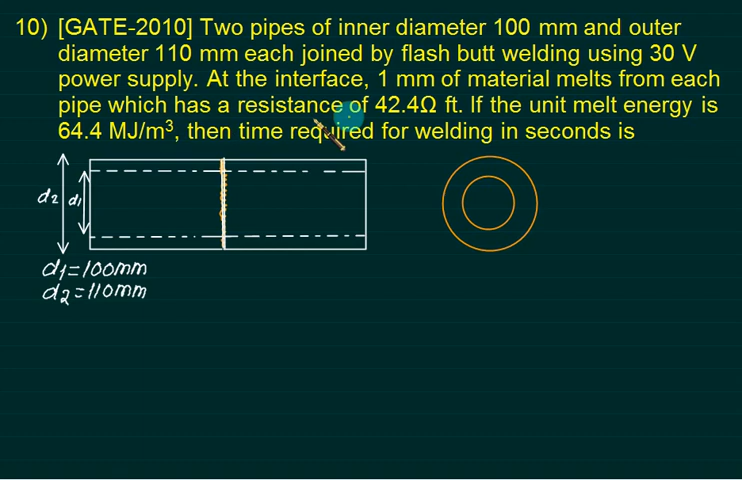 10) [GATE-2010] Two pipes of inner diameter 100 mm and outer
diameter 110 mm each joined by flash butt welding using 30 V
power supply. At the interface, 1 mm of material melts from each
pipe which has a resistance of 42.4Ω ft. If the unit melt energy is
64.4 MJ/m³, then time required for welding in seconds is
d₂ d₁
d₁=100mm
d₂=110mm